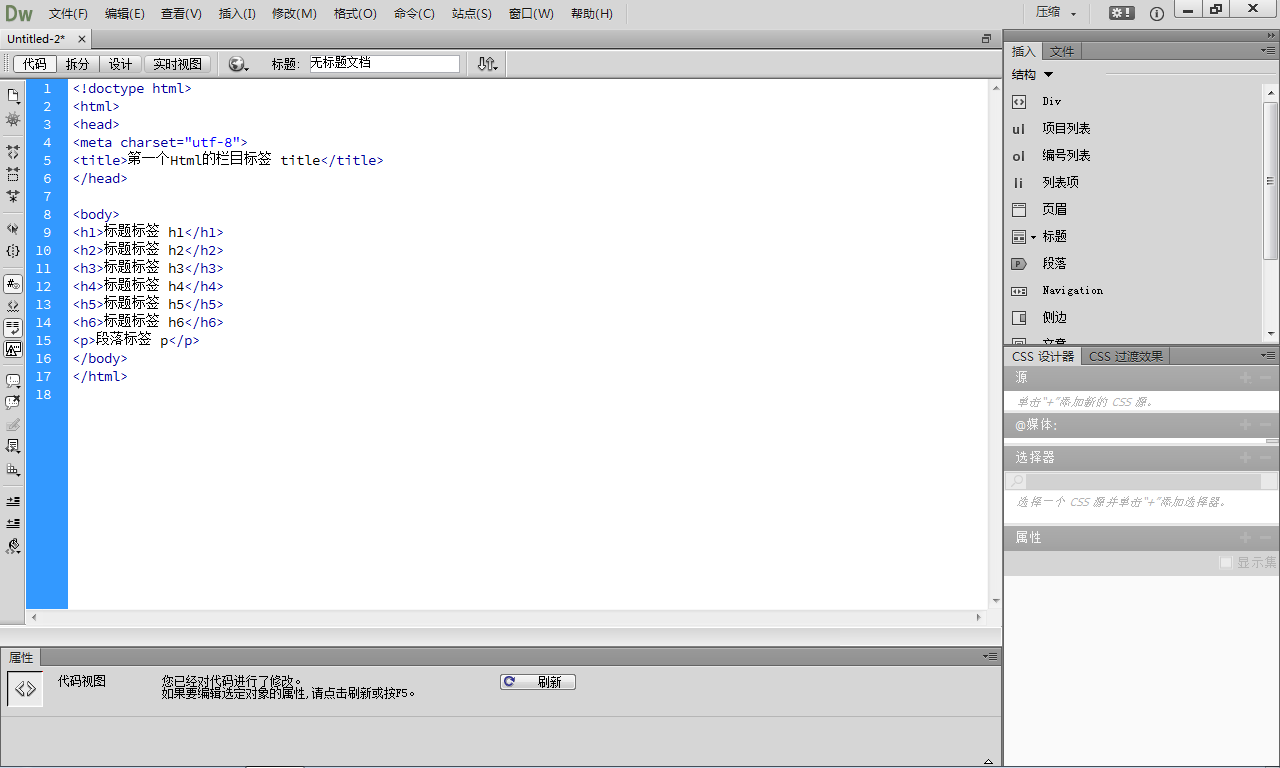 Dw 文件(F) 编辑(E) 查看(V) 插入(I) 修改(M) 格式(O) 命令(C) 站点(S) 窗口(W) 帮助(H) 压缩
Untitled-2* ×
代码 拆分 设计 实时视图 标题: 无标题文档
1 <!doctype html>
2 <html>
3 <head>
4 <meta charset="utf-8">
5 <title>第一个Html的栏目标签 title</title>
6 </head>
7
8 <body>
9 <h1>标题标签 h1</h1>
10 <h2>标题标签 h2</h2>
11 <h3>标题标签 h3</h3>
12 <h4>标题标签 h4</h4>
13 <h5>标题标签 h5</h5>
14 <h6>标题标签 h6</h6>
15 <p>段落标签 p</p>
16 </body>
17 </html>
18
插入 文件
结构
Div
ul 项目列表
ol 编号列表
li 列表项
页眉
标题
P 段落
Navigation
侧边
文章
CSS 设计器 CSS 过渡效果
源
单击"+"添加新的 CSS 源。
@媒体:
选择器
选择一个 CSS 源并单击"+"添加选择器。
属性
显示集
属性
代码视图
您已经对代码进行了修改。
如果要编辑选定对象的属性,请点击刷新或按F5。
刷新